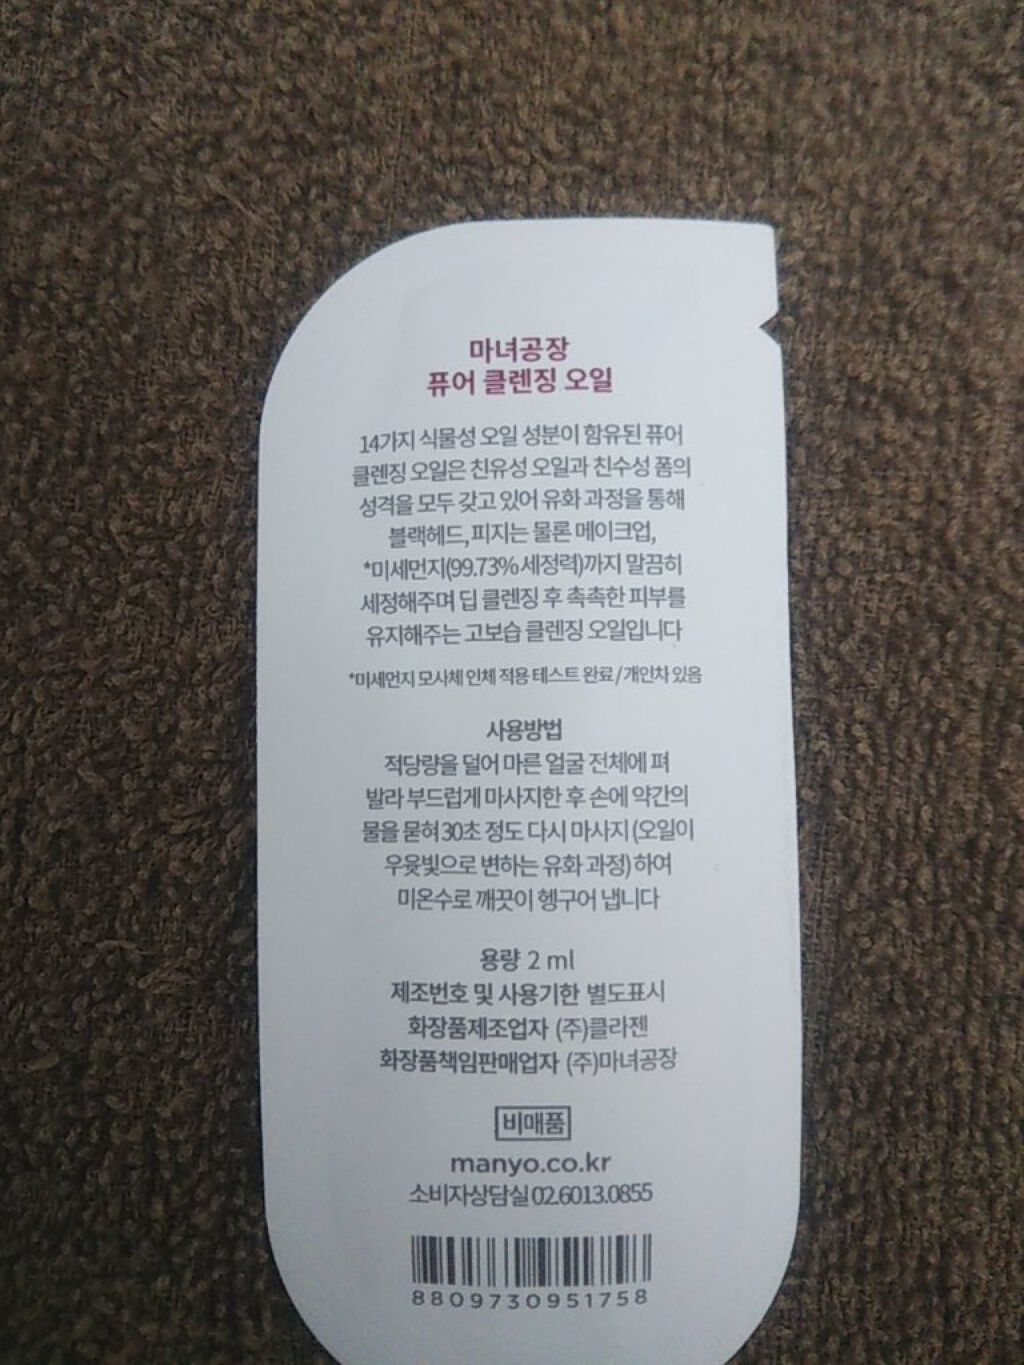 마녀공장
퓨어 클렌징 오일
14가지 식물성 오일 성분이 함유된 퓨어
클렌징 오일은 친유성 오일과 친수성 폼의
성격을 모두 갖고 있어 유화 과정을 통해
블랙헤드, 피지는 물론 메이크업,
*미세먼지(99.73% 세정력)까지 말끔히
세정해주며 딥 클렌징 후 촉촉한 피부를
유지해주는 고보습 클렌징 오일입니다
*미세먼지 모사체 인체 적용 테스트 완료 / 개인차 있음
사용방법
적당량을 덜어 마른 얼굴 전체에 펴
발라 부드럽게 마사지한 후 손에 약간의
물을 묻혀 30초 정도 다시 마사지 (오일이
우윳빛으로 변하는 유화 과정) 하여
미온수로 깨끗이 헹구어 냅니다
용량 2 ml
제조번호 및 사용기한 별도표시
화장품제조업자 (주)클라젠
화장품책임판매업자 (주)마녀공장
비매품
manyo.co.kr
소비자상담실 02.6013.0855
8809730951758